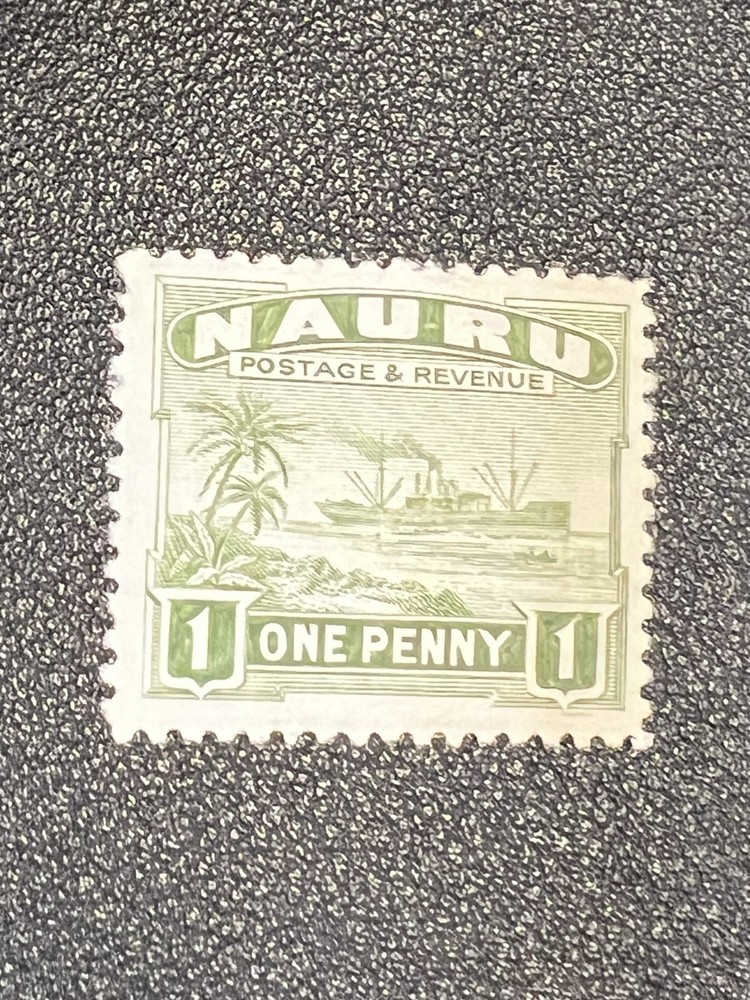 NAURU
POSTAGE & REVENUE
1 ONE PENNY 1